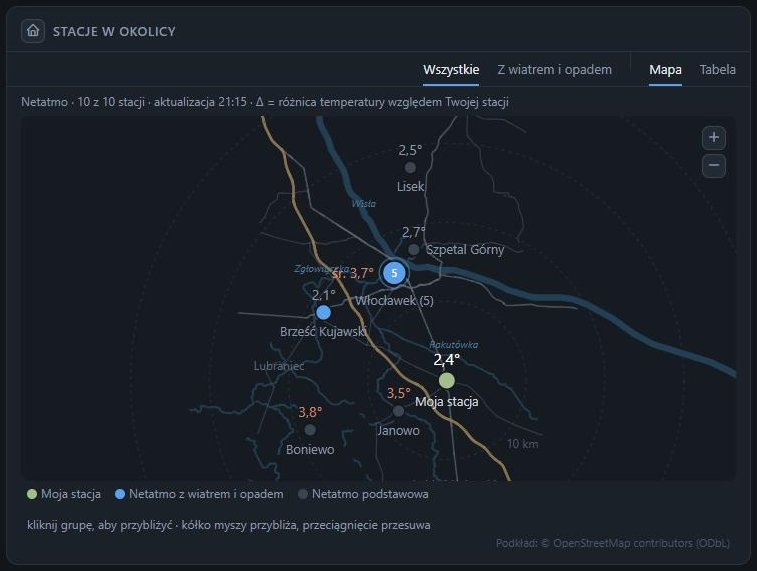 STACJE W OKOLICY
Wszystkie Z wiatrem i opadem Mapa Tabela
Netatmo · 10 z 10 stacji · aktualizacja 21:15 · Δ = różnica temperatury względem Twojej stacji
+
−
2,5°
Lisek
Wisła
2,7°
Szpetal Górny
Zgłowiączka
śr. 3,7°
5
Włocławek (5)
2,1°
Brześć Kujawski
Rakutówka
2,4°
Lubraniec
Moja stacja
3,5°
Janowo
3,8°
Boniewo
10 km
Moja stacja Netatmo z wiatrem i opadem Netatmo podstawowa
kliknij grupę, aby przybliżyć · kółko myszy przybliża, przeciągnięcie przesuwa
Podkład: © OpenStreetMap contributors (ODbL)